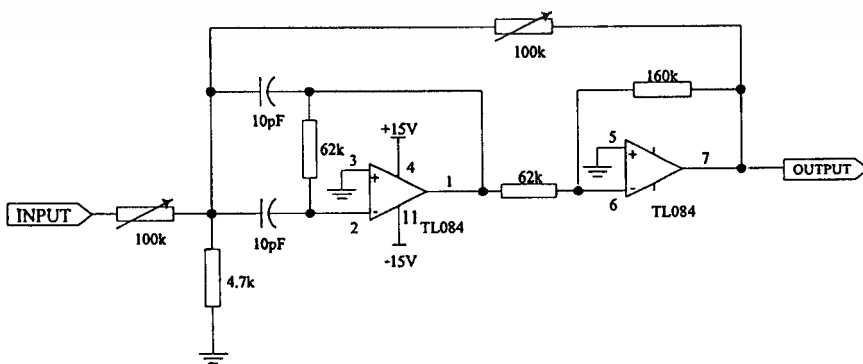 100k
160k
10pF
+15V
62k
3
4
5
7
1
62k
OUTPUT
INPUT
100k
10pF
2
11
TL084
6
TL084
-15V
4.7k